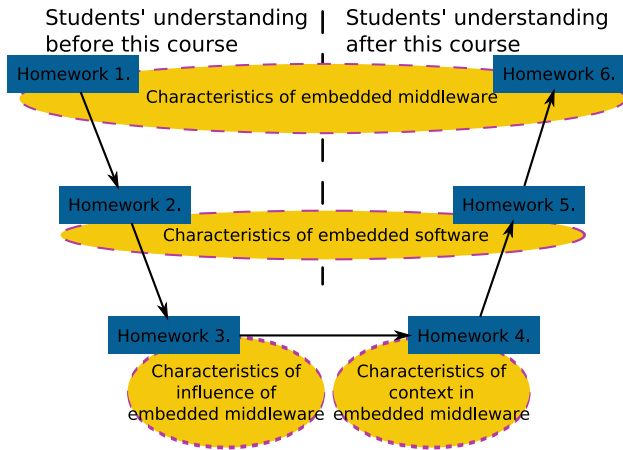 Students' understanding
before this course
Students' understanding
after this course
Homework 1.
Homework 6.
Characteristics of embedded middleware
Homework 2.
Homework 5.
Characteristics of embedded software
Homework 3.
Homework 4.
Characteristics of
influence of
embedded middleware
Characteristics of
context in
embedded middleware